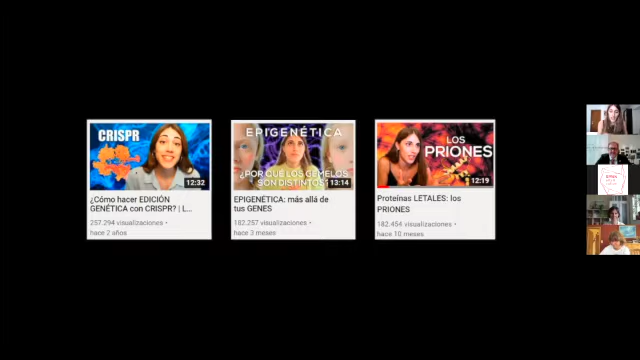 CRISPR
12:32
¿Cómo hacer EDICIÓN
GENÉTICA con CRISPR? | L...
257.294 visualizaciones •
hace 2 años
EPIGENÉTICA
¿POR QUÉ LOS GEMELOS
SON DISTINTOS?
13:14
EPIGENÉTICA: más allá de
tus GENES
182.257 visualizaciones •
hace 3 meses
LOS
PRIONES
12:19
Proteínas LETALES: los
PRIONES
182.454 visualizaciones •
hace 10 meses